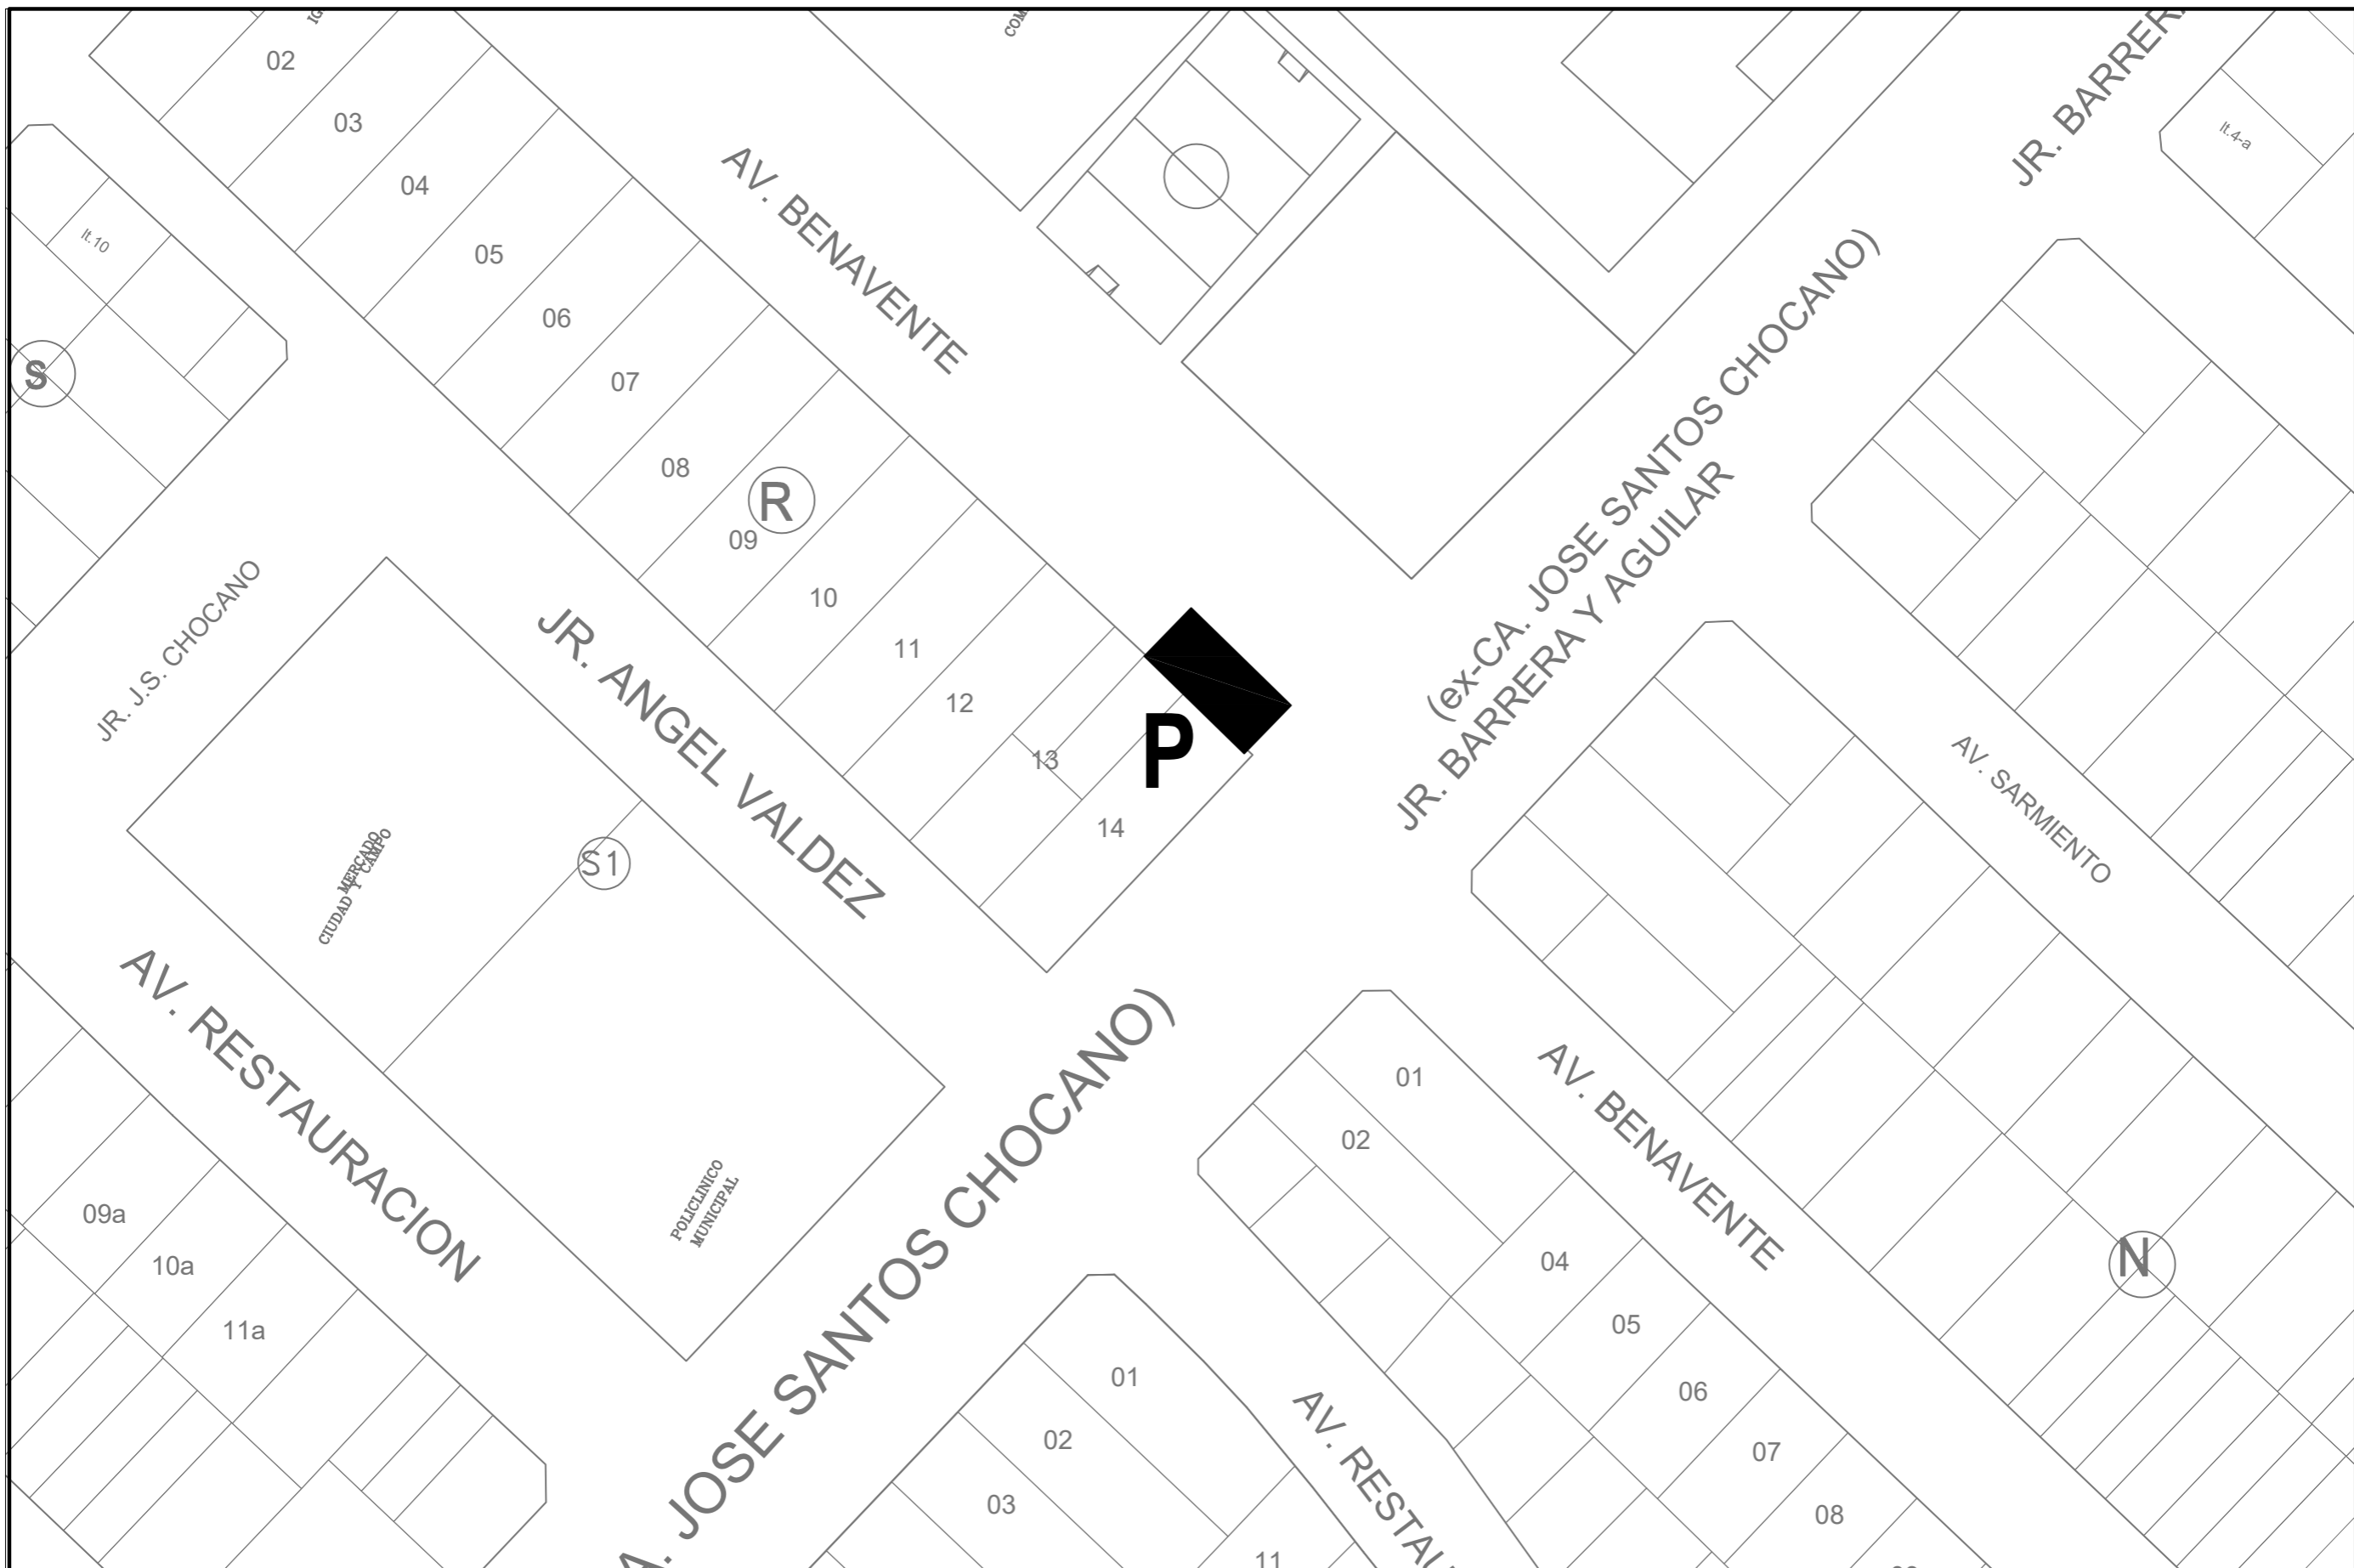 02
03
04
05
06
07
08
09
10
11
12
13
14
R
P
lt.10
S
AV. BENAVENTE
JR. BARRERA
lt.4-a
(ex-CA. JOSE SANTOS CHOCANO)
JR. BARRERA Y AGUILAR
JR. J.S. CHOCANO
JR. ANGEL VALDEZ
S1
MERCADO
CIUDAD Y CAMPO
POLICLINICO
MUNICIPAL
AV. SARMIENTO
AV. RESTAURACION
09a
10a
11a
JOSE SANTOS CHOCANO)
01
02
03
11
AV. RESTAU
01
02
04
05
06
07
08
AV. BENAVENTE
N